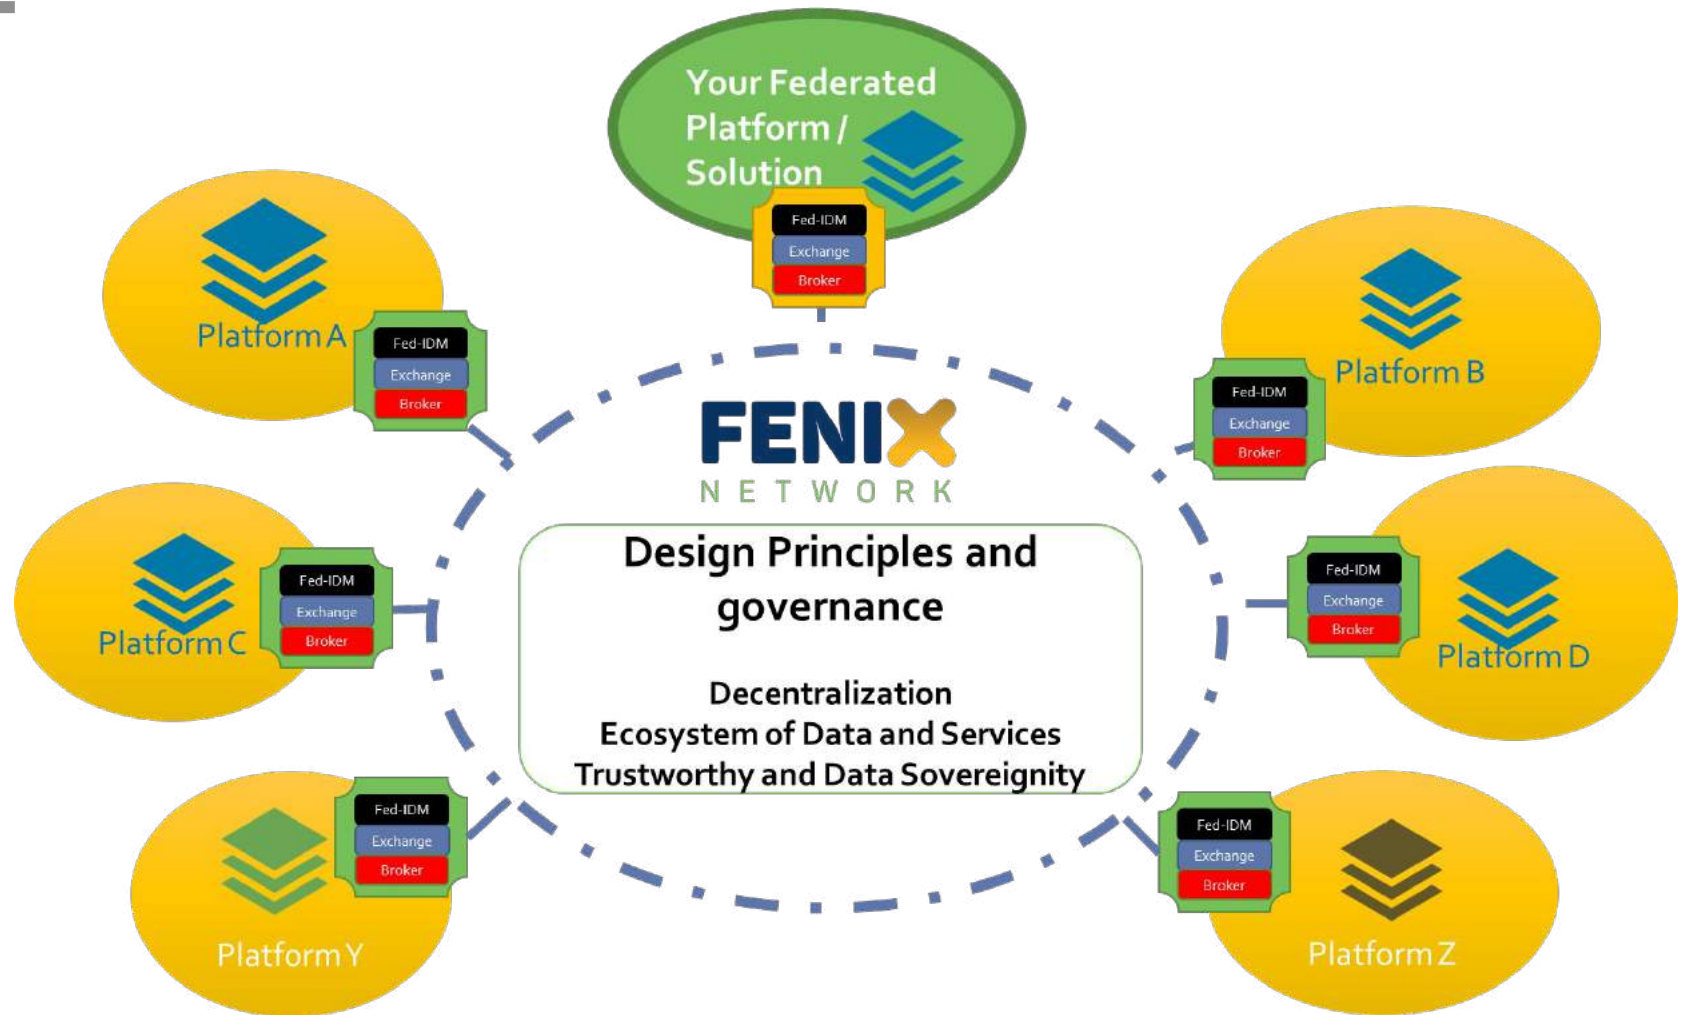 Your Federated
Platform /
Solution
Fed-IDM
Exchange
Broker
Platform A
Fed-IDM
Exchange
Broker
Platform B
Fed-IDM
Exchange
Broker
FENIX
NETWORK
Design Principles and
governance
Decentralization
Ecosystem of Data and Services
Trustworthy and Data Sovereignity
Platform C
Fed-IDM
Exchange
Broker
Platform D
Fed-IDM
Exchange
Broker
Platform Y
Fed-IDM
Exchange
Broker
Platform Z
Fed-IDM
Exchange
Broker